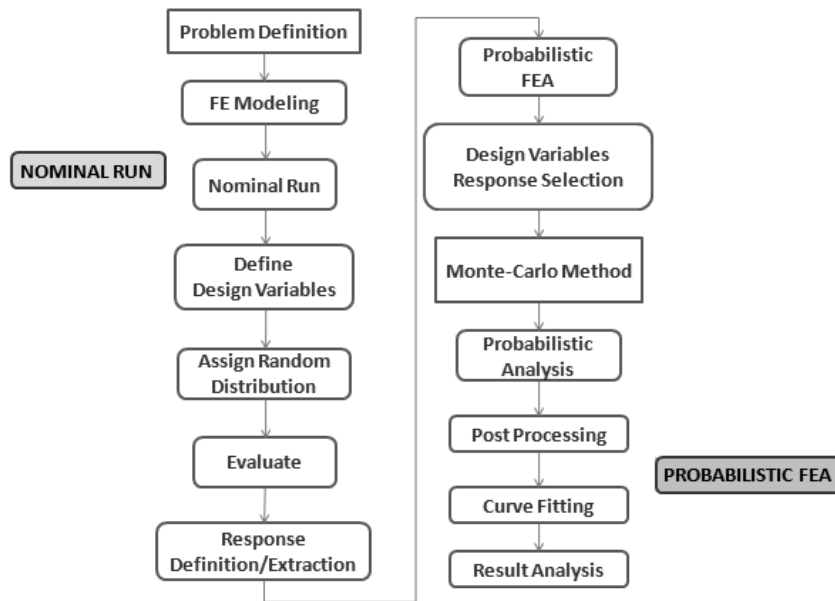 Problem Definition
FE Modeling
NOMINAL RUN
Nominal Run
Define
Design Variables
Assign Random
Distribution
Evaluate
Response
Definition/Extraction
Probabilistic
FEA
Design Variables
Response Selection
Monte-Carlo Method
Probabilistic
Analysis
Post Processing
PROBABILISTIC FEA
Curve Fitting
Result Analysis